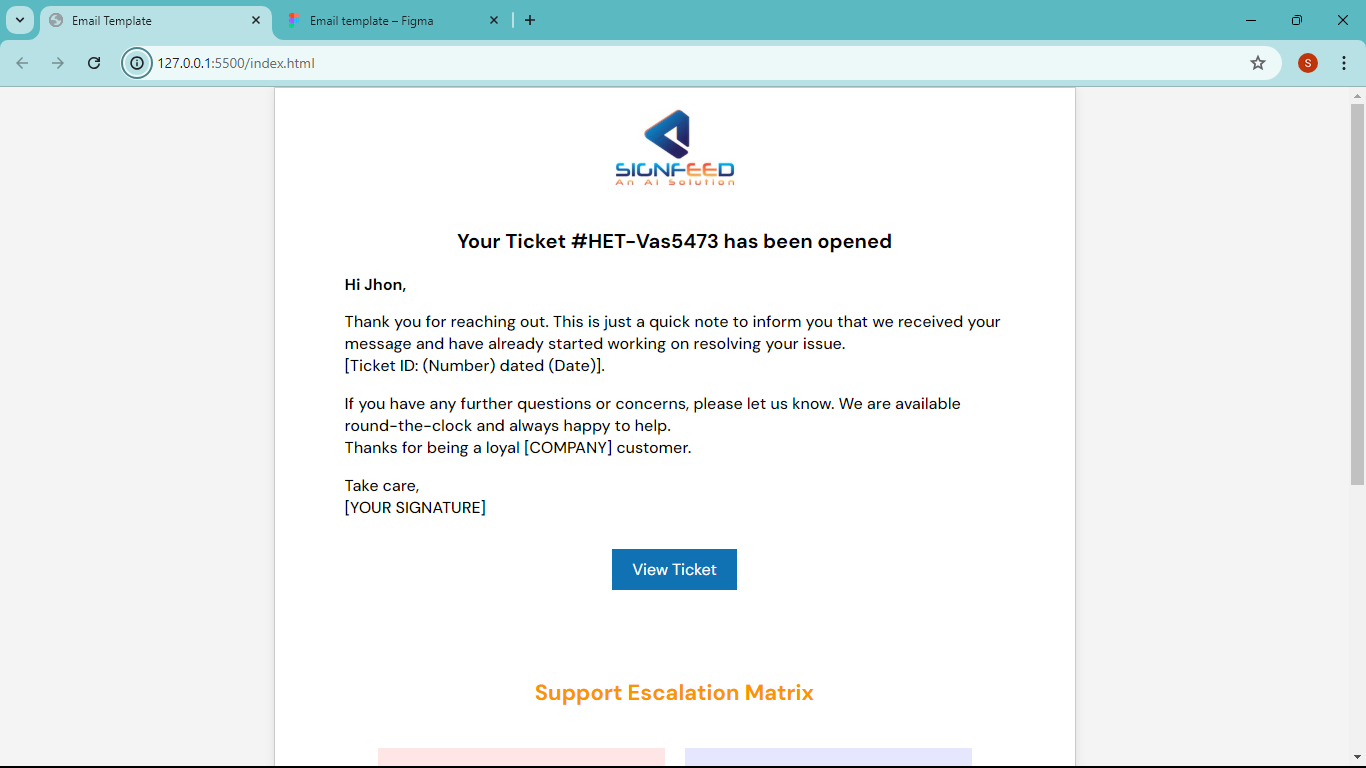 Email Template
Email template – Figma
127.0.0.1:5500/index.html
S
SIGNFEED
An AI Solution
Your Ticket #HET-Vas5473 has been opened
Hi Jhon,
Thank you for reaching out. This is just a quick note to inform you that we received your
message and have already started working on resolving your issue.
[Ticket ID: (Number) dated (Date)].
If you have any further questions or concerns, please let us know. We are available
round-the-clock and always happy to help.
Thanks for being a loyal [COMPANY] customer.
Take care,
[YOUR SIGNATURE]
View Ticket
Support Escalation Matrix